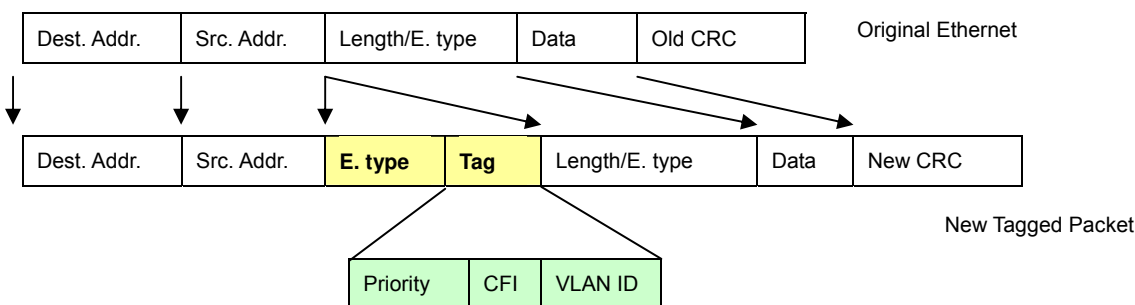 Dest. Addr. Src. Addr. Length/E. type Data Old CRC Original Ethernet
Dest. Addr. Src. Addr. E. type Tag Length/E. type Data New CRC
New Tagged Packet
Priority CFI VLAN ID